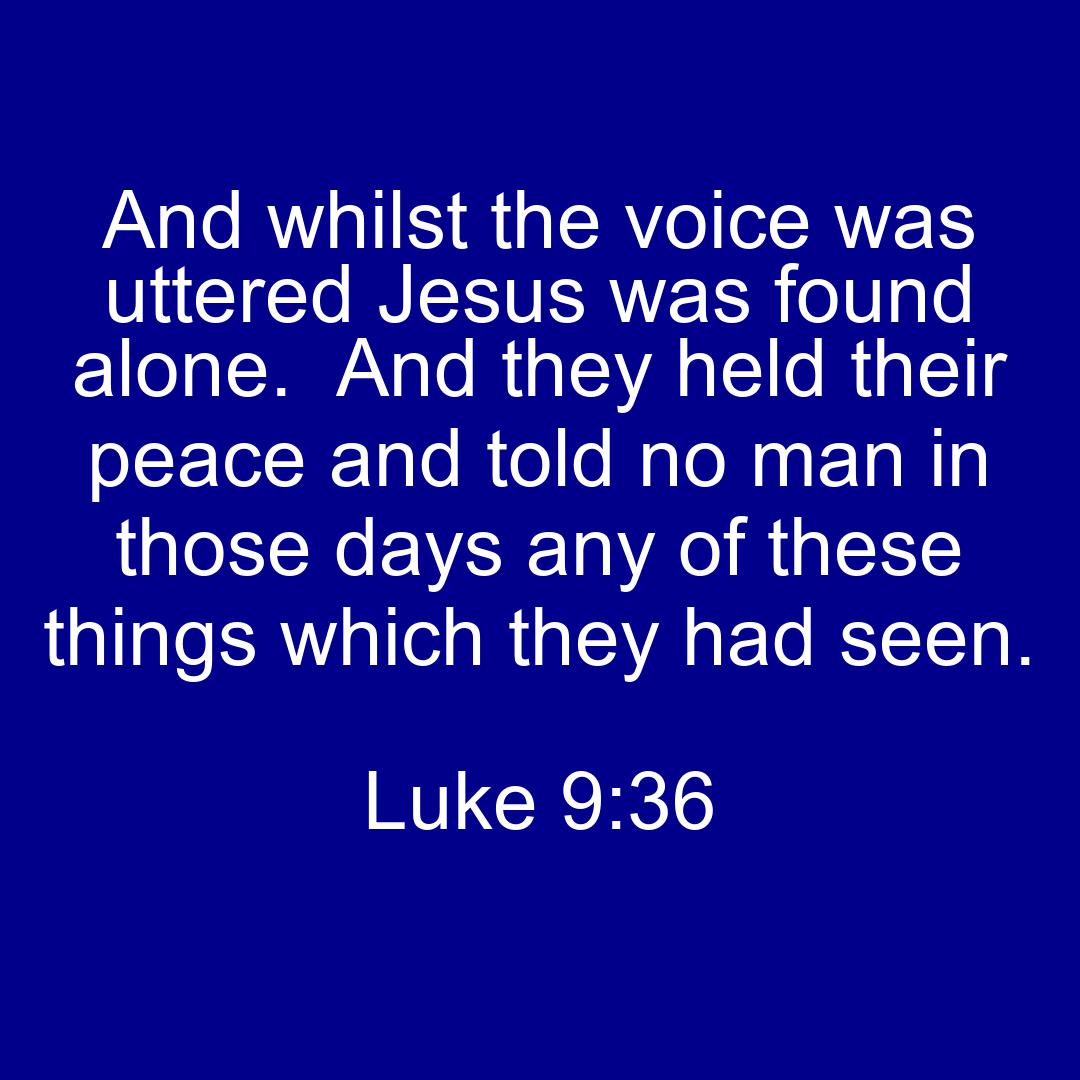 And whilst the voice was
uttered Jesus was found
alone.  And they held their
peace and told no man in
those days any of these
things which they had seen.
Luke 9:36